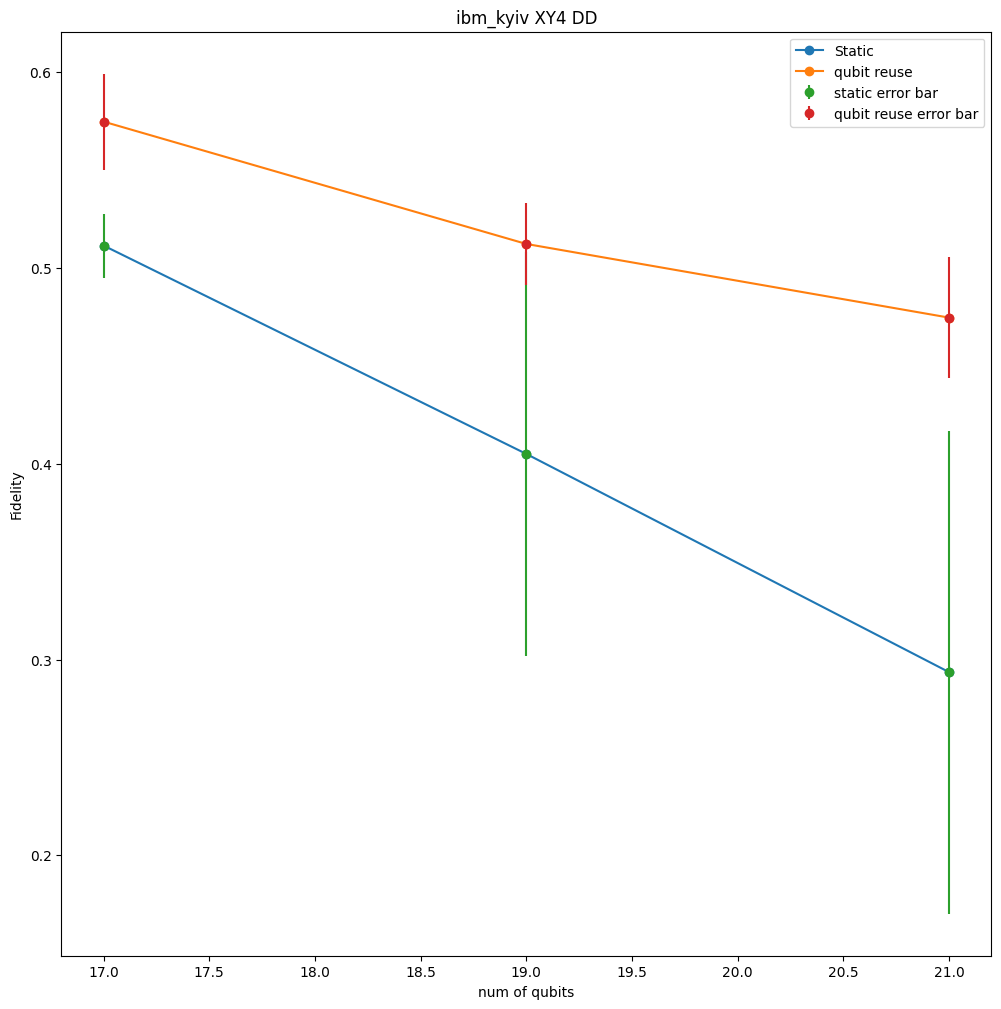 ibm_kyiv XY4 DD
Static
qubit reuse
static error bar
qubit reuse error bar
Fidelity
0.6
0.5
0.4
0.3
0.2
17.0 17.5 18.0 18.5 19.0 19.5 20.0 20.5 21.0
num of qubits